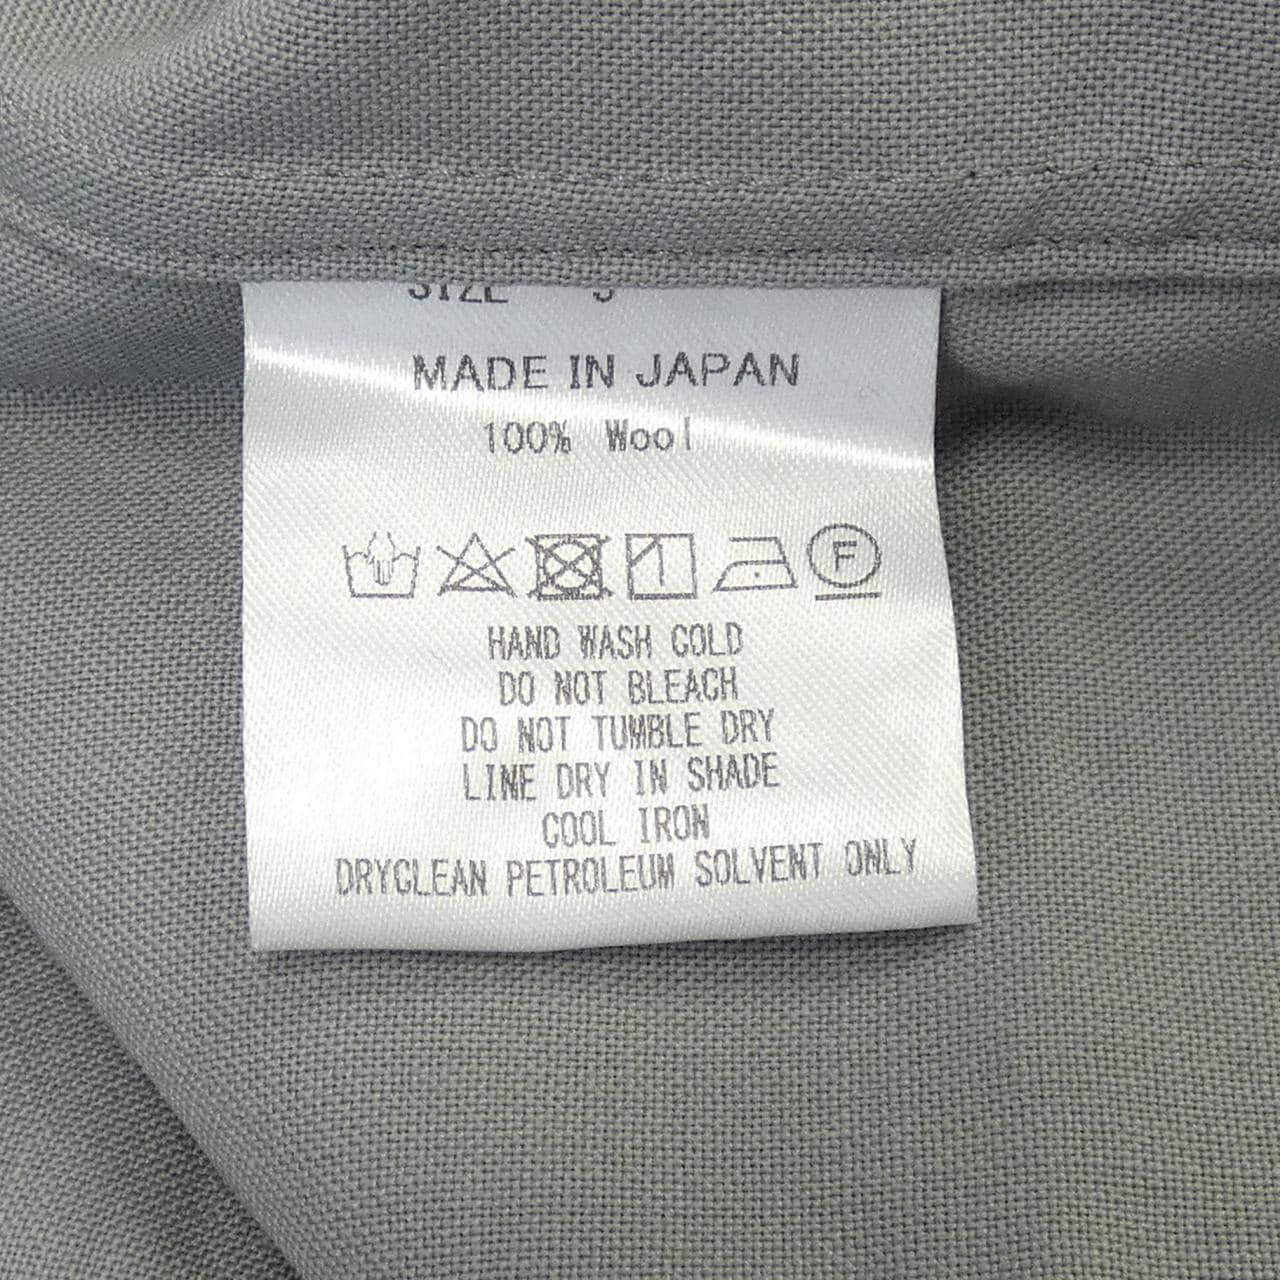 SIZE
MADE IN JAPAN
100% Wool
F
HAND WASH COLD
DO NOT BLEACH
DO NOT TUMBLE DRY
LINE DRY IN SHADE
COOL IRON
DRYCLEAN PETROLEUM SOLVENT ONLY